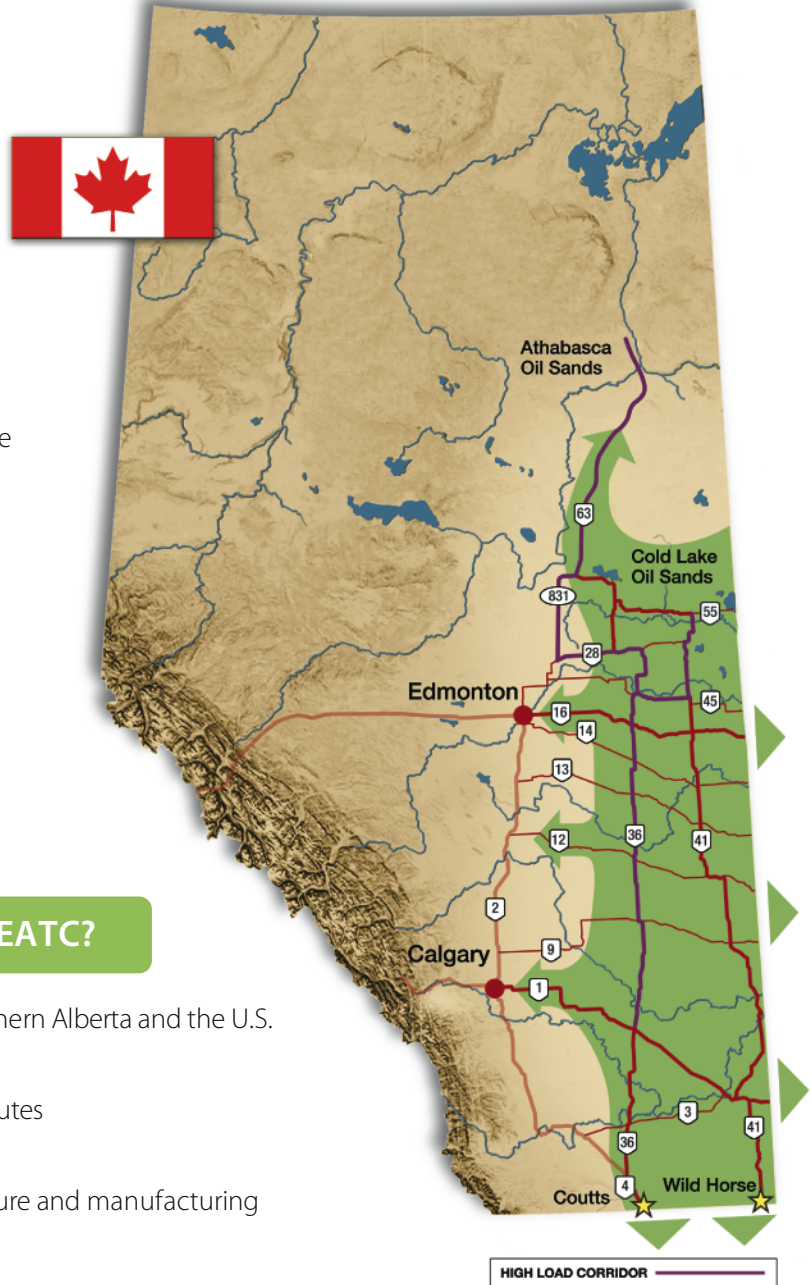 Athabasca
Oil Sands
e
63
Cold Lake
Oil Sands
831
55
28
Edmonton
45
16
14
13
36
41
12
EATC?
2
Calgary
9
1
hern Alberta and the U.S.
utes
3
41
36
ure and manufacturing
4
Coutts
Wild Horse
HIGH LOAD CORRIDOR